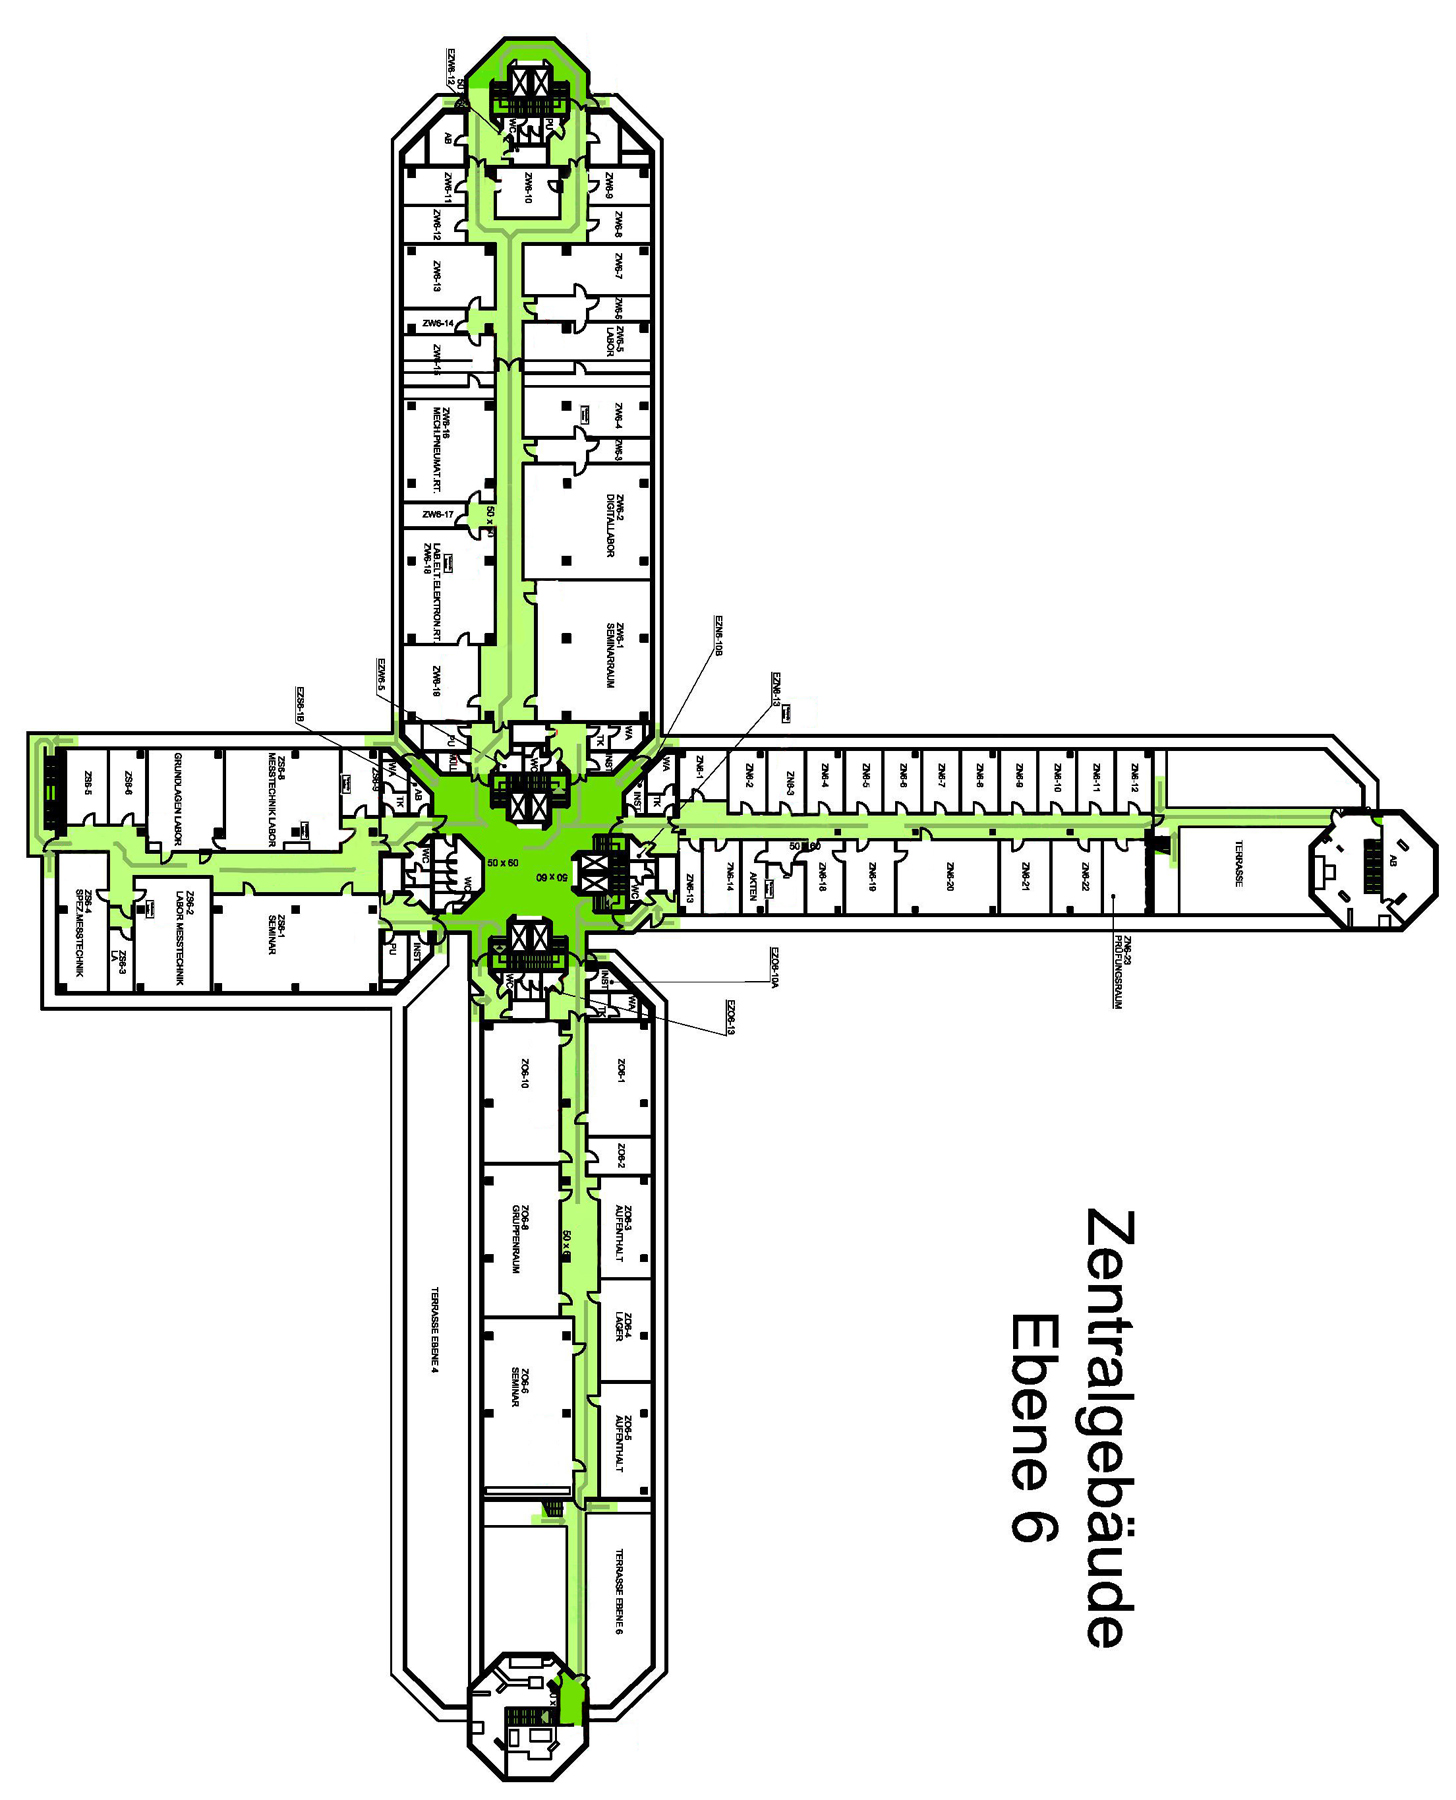 Zentralgebäude
Ebene 6
EZW6-12
WC
PU
AB
ZW6-11
ZW6-10
ZW6-9
ZW6-12
ZW6-8
ZW6-13
ZW6-7
ZW6-6
ZW6-14
ZW6-5
LABOR
ZW6-15
ZW6-4
ZW6-16
MECH.PNEUMAT.RT.
ZW6-3
ZW6-17
ZW6-2
DIGITALLABOR
LAB.ELT.ELEKTRON.RT.
ZW6-18
ZW6-1
SEMINARRAUM
ZW6-19
EZW6-5
EZS6-1B
EZN6-10B
EZN6-13
PU
WC
TK
WA
INST
ZS6-5
ZS6-6
GRUNDLAGEN LABOR
ZS6-8
MESSTECHNIK LABOR
ZS6-9
WA
TK
AB
WC
WC
ZS6-4
SPEZ.MESSTECHNIK
ZS6-3
LA
ZS6-2
LABOR MESSTECHNIK
ZS6-1
SEMINAR
PU
INST
50 x 60
50 x 60
INST
TK
WA
WC
ZN6-1
ZN6-2
ZN6-3
ZN6-4
ZN6-5
ZN6-6
ZN6-7
ZN6-8
ZN6-9
ZN6-10
ZN6-11
ZN6-12
50 x 60
ZN6-13
ZN6-14
AKTEN
ZN6-18
ZN6-19
ZN6-20
ZN6-21
ZN6-22
ZN6-23
PRÜFUNGSRAUM
TERRASSE
AB
EZO6-10A
EZO6-13
WC
INST
TK
WA
ZO6-10
ZO6-1
ZO6-2
ZO6-8
GRUPPENRAUM
ZO6-3
AUFENTHALT
ZO6-4
LAGER
ZO6-6
SEMINAR
ZO6-5
AUFENTHALT
TERRASSE EBENE 4
TERRASSE EBENE 6